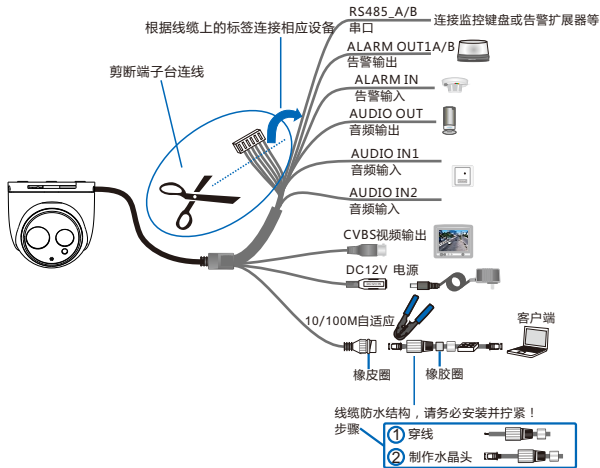 RS485_A/B
串口
连接监控键盘或告警扩展器等
根据线缆上的标签连接相应设备
ALARM OUT1A/B
告警输出
剪断端子台连线
ALARM IN
告警输入
AUDIO OUT
音频输出
AUDIO IN1
音频输入
AUDIO IN2
音频输入
CVBS视频输出
DC12V 电源
10/100M自适应
客户端
橡皮圈
橡胶圈
线缆防水结构，请务必安装并拧紧！
步骤
1 穿线
2 制作水晶头